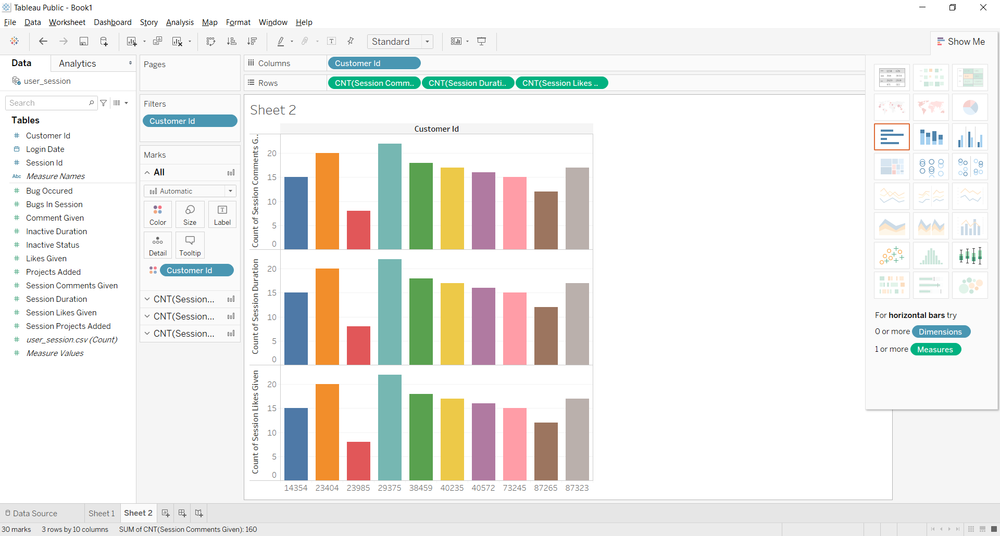 Tableau Public - Book1
File Data Worksheet Dashboard Story Analysis Map Format Window Help
Standard
Show Me
Data
Analytics
user_session
Search
Tables
Customer Id
Login Date
Session Id
Abc Measure Names
Bug Occured
Bugs In Session
Comment Given
Inactive Duration
Inactive Status
Likes Given
Projects Added
Session Comments Given
Session Duration
Session Likes Given
Session Projects Added
user_session.csv (Count)
Measure Values
Pages
Filters
Customer Id
Marks
All
Automatic
Color
Size
Label
Detail
Tooltip
Customer Id
CNT(Session...
CNT(Session...
CNT(Session...
Columns
Customer Id
Rows
CNT(Session Comm.. CNT(Session Durati.. CNT(Session Likes ..
Sheet 2
Customer Id
Count of Session Comments G..
20
15
10
5
0
Count of Session Duration
20
15
10
5
0
Count of Session Likes Given
20
15
10
5
0
14354 23404 23985 29375 38459 40235 40572 73245 87265 87323
For horizontal bars try
0 or more Dimensions
1 or more Measures
Data Source
Sheet 1
Sheet 2
30 marks 3 rows by 10 columns SUM of CNT(Session Comments Given): 160